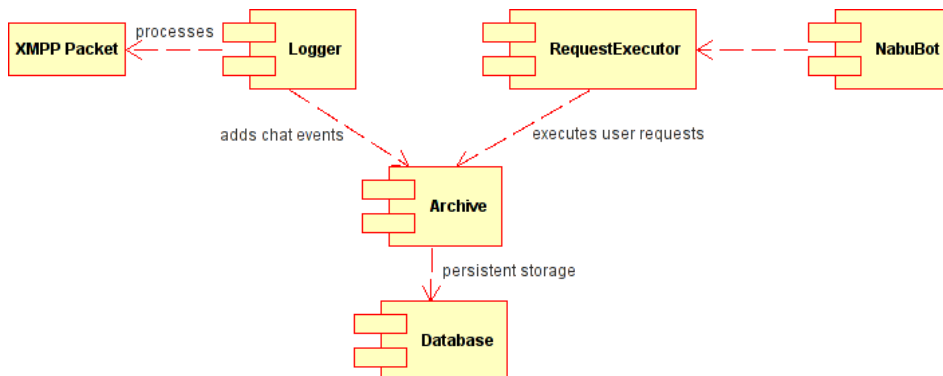 processes
XMPP Packet
Logger
RequestExecutor
NabuBot
adds chat events
executes user requests
Archive
persistent storage
Database